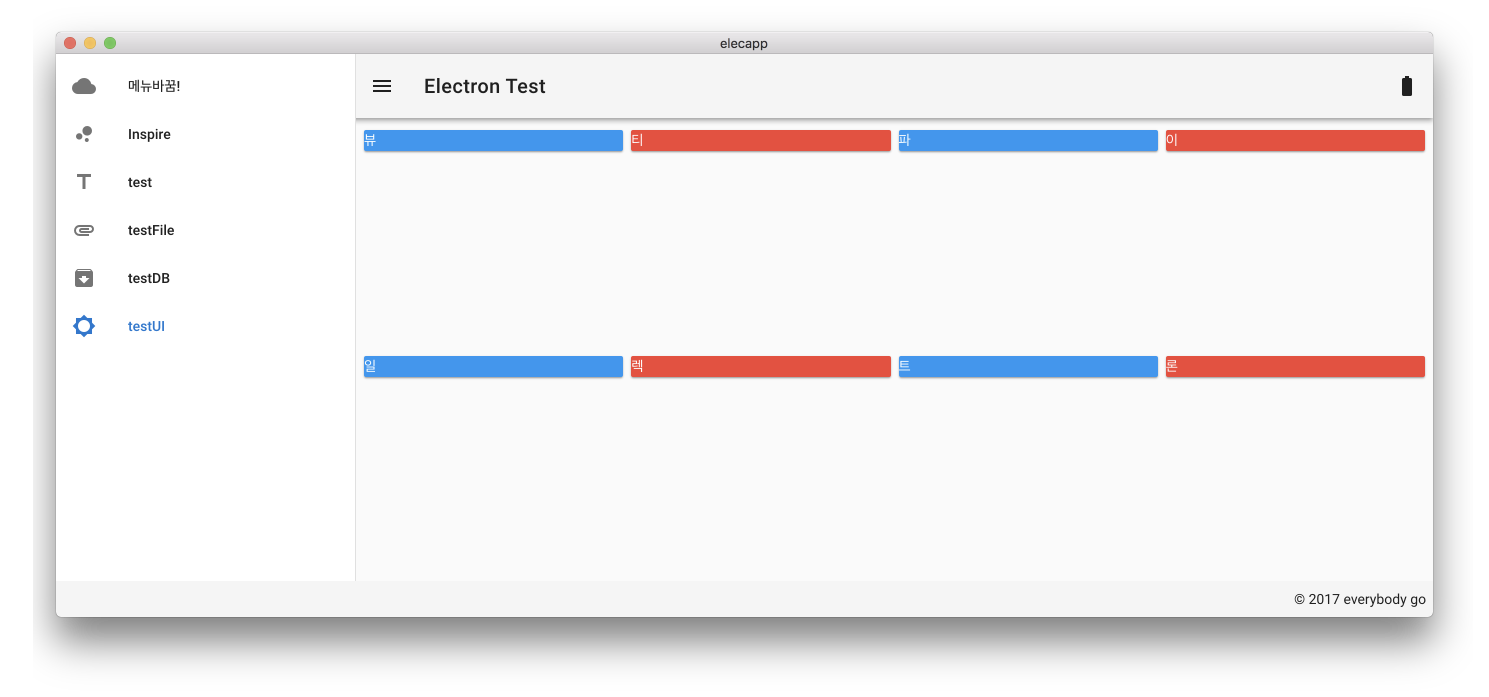 elecapp
메뉴바꿈!
Inspire
test
testFile
testDB
testUI
Electron Test
뷰 티 파 이
일 렉 트 론
© 2017 everybody go